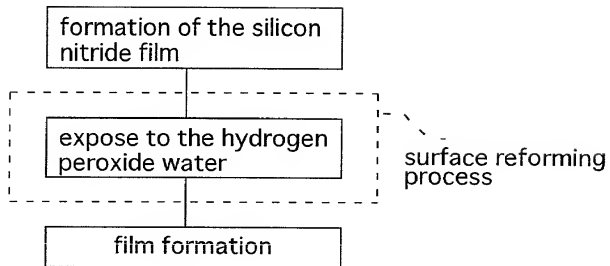 formation of the silicon
nitride film
expose to the hydrogen
peroxide water
surface reforming
process
film formation